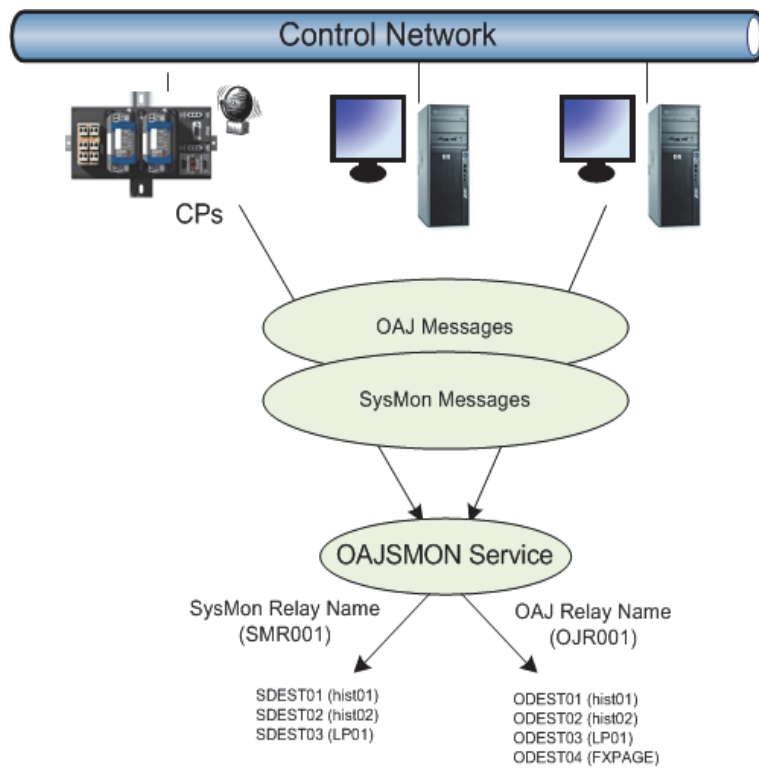 Control Network
CPs
OAJ Messages
SysMon Messages
OAJSMON Service
SysMon Relay Name
(SMR001)
OAJ Relay Name
(OJR001)
SDEST01 (hist01)
SDEST02 (hist02)
SDEST03 (LP01)
ODEST01 (hist01)
ODEST02 (hist02)
ODEST03 (LP01)
ODEST04 (FXPAGE)